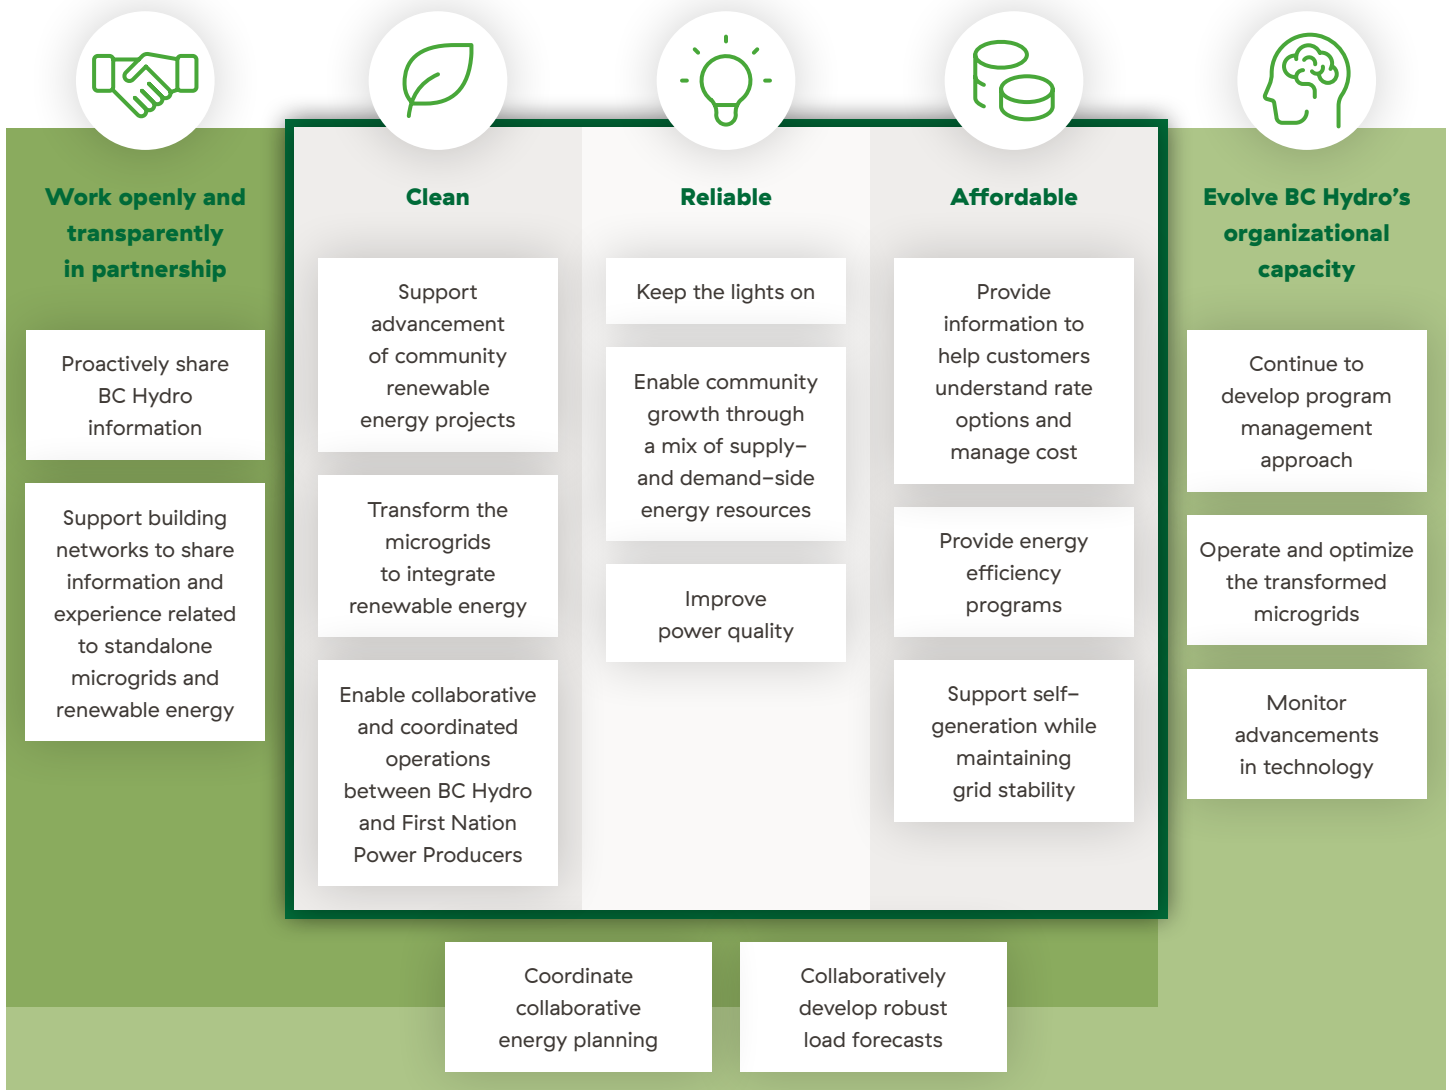 Work openly and
transparently
in partnership
Proactively share
BC Hydro
information
Support building
networks to share
information and
experience related
to standalone
microgrids and
renewable energy
Clean
Support
advancement
of community
renewable
energy projects
Transform the
microgrids
to integrate
renewable energy
Enable collaborative
and coordinated
operations
between BC Hydro
and First Nation
Power Producers
Reliable
Keep the lights on
Enable community
growth through
a mix of supply–
and demand–side
energy resources
Improve
power quality
Affordable
Provide
information to
help customers
understand rate
options and
manage cost
Provide energy
efficiency
programs
Support self–
generation while
maintaining
grid stability
Evolve BC Hydro’s
organizational
capacity
Continue to
develop program
management
approach
Operate and optimize
the transformed
microgrids
Monitor
advancements
in technology
Coordinate
collaborative
energy planning
Collaboratively
develop robust
load forecasts